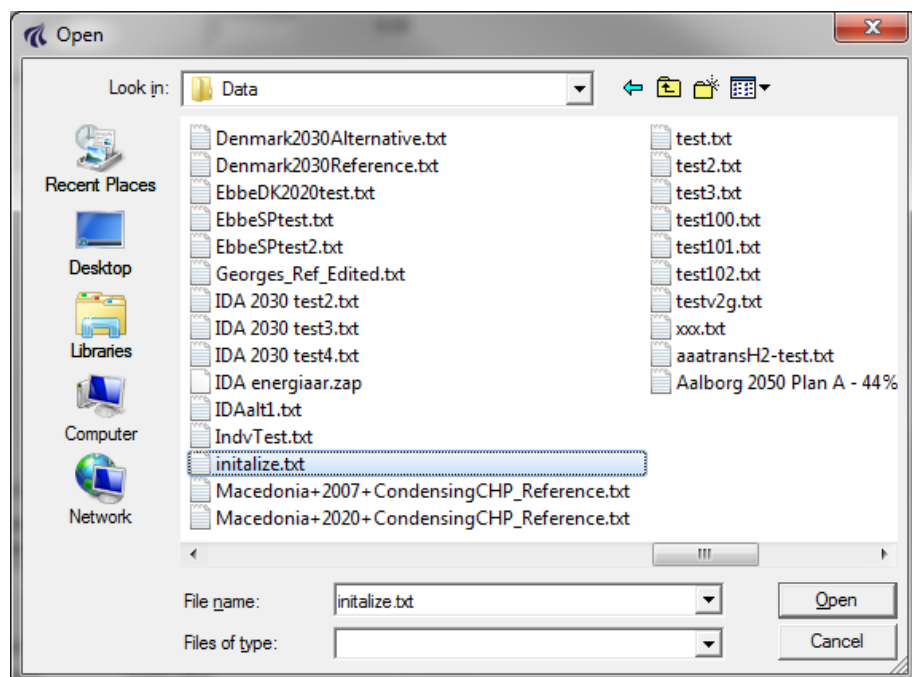 Open
Look in:
Data
Recent Places
Desktop
Libraries
Computer
Network
Denmark2030Alternative.txt
Denmark2030Reference.txt
EbbeDK2020test.txt
EbbeSPtest.txt
EbbeSPtest2.txt
Georges_Ref_Edited.txt
IDA 2030 test2.txt
IDA 2030 test3.txt
IDA 2030 test4.txt
IDA energiaar.zap
IDAalt1.txt
IndvTest.txt
initalize.txt
Macedonia+2007+CondensingCHP_Reference.txt
Macedonia+2020+CondensingCHP_Reference.txt
test.txt
test2.txt
test3.txt
test100.txt
test101.txt
test102.txt
testv2g.txt
xxx.txt
aaatransH2-test.txt
Aalborg 2050 Plan A - 44%
File name:
initalize.txt
Open
Files of type:
Cancel